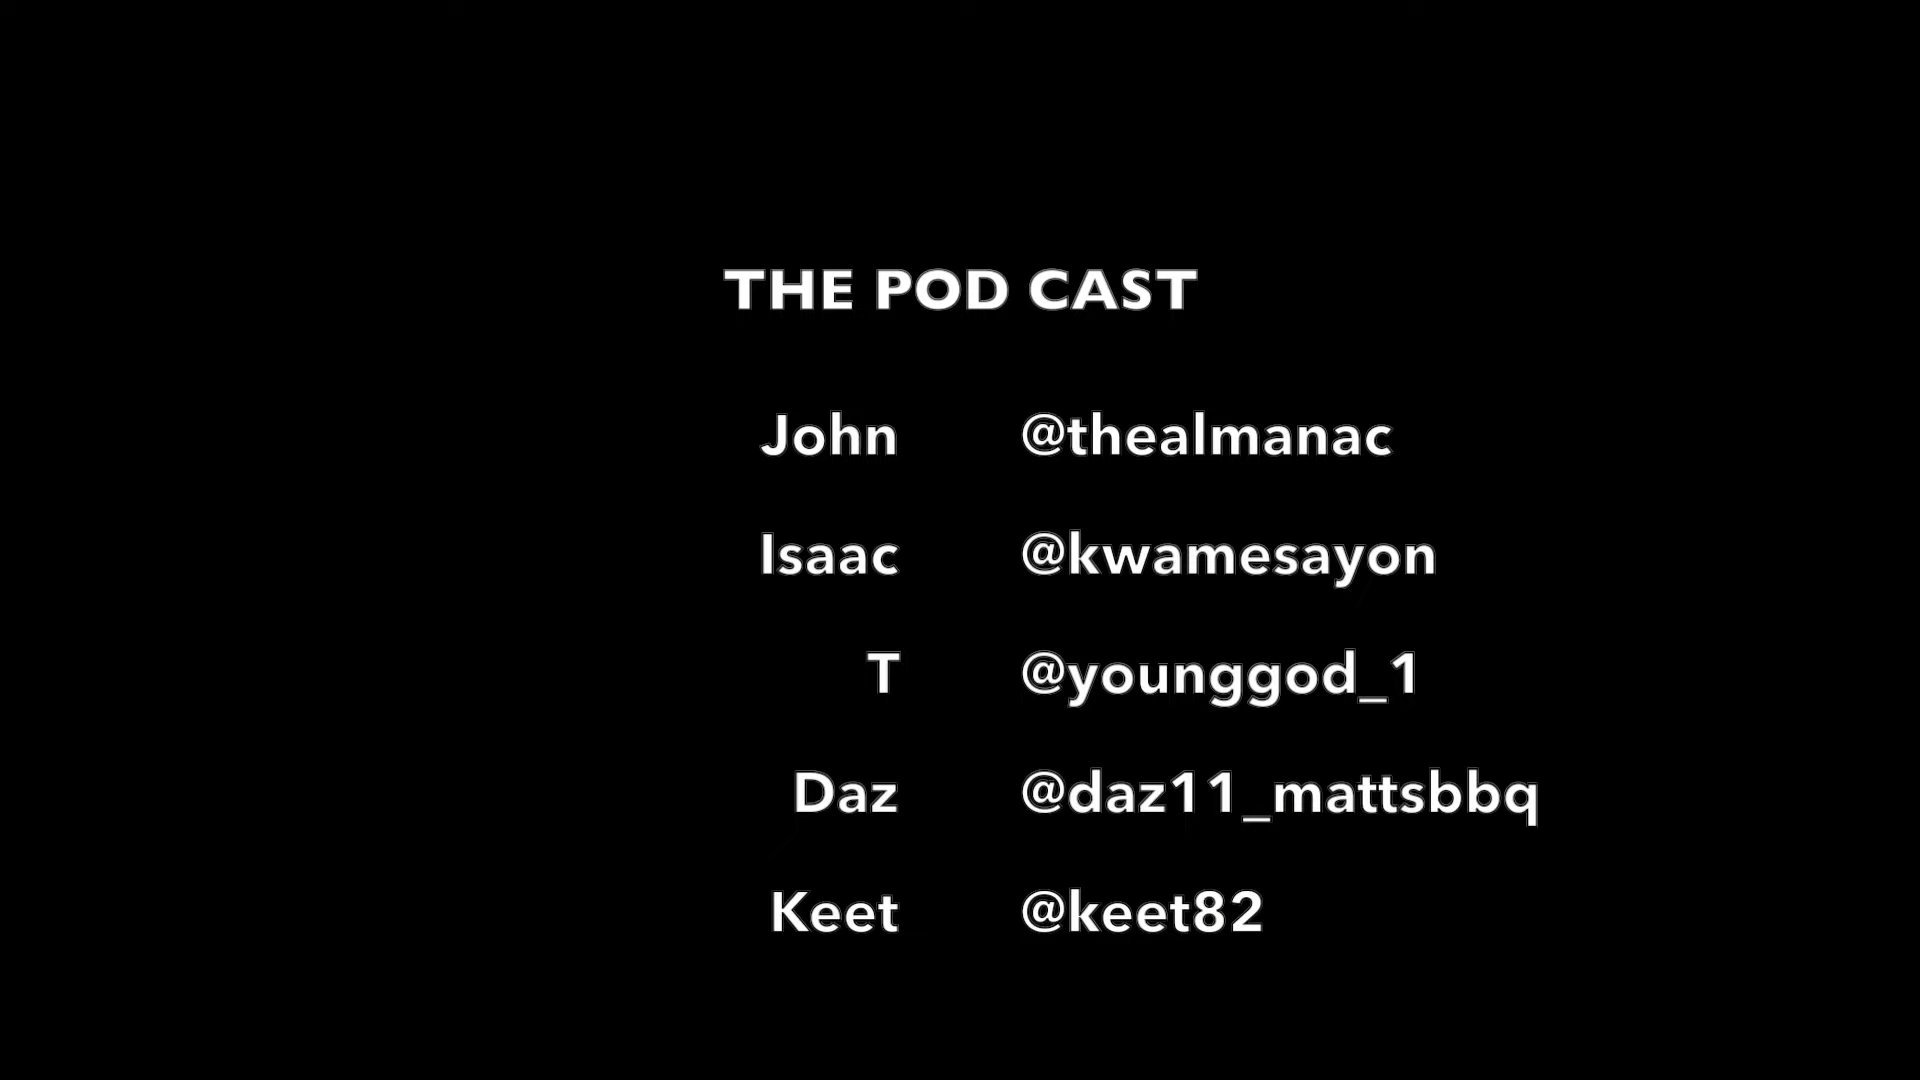 THE POD CAST
John @thealmanac
Isaac @kwamesayon
T @younggod_1
Daz @daz11_mattsbbq
Keet @keet82